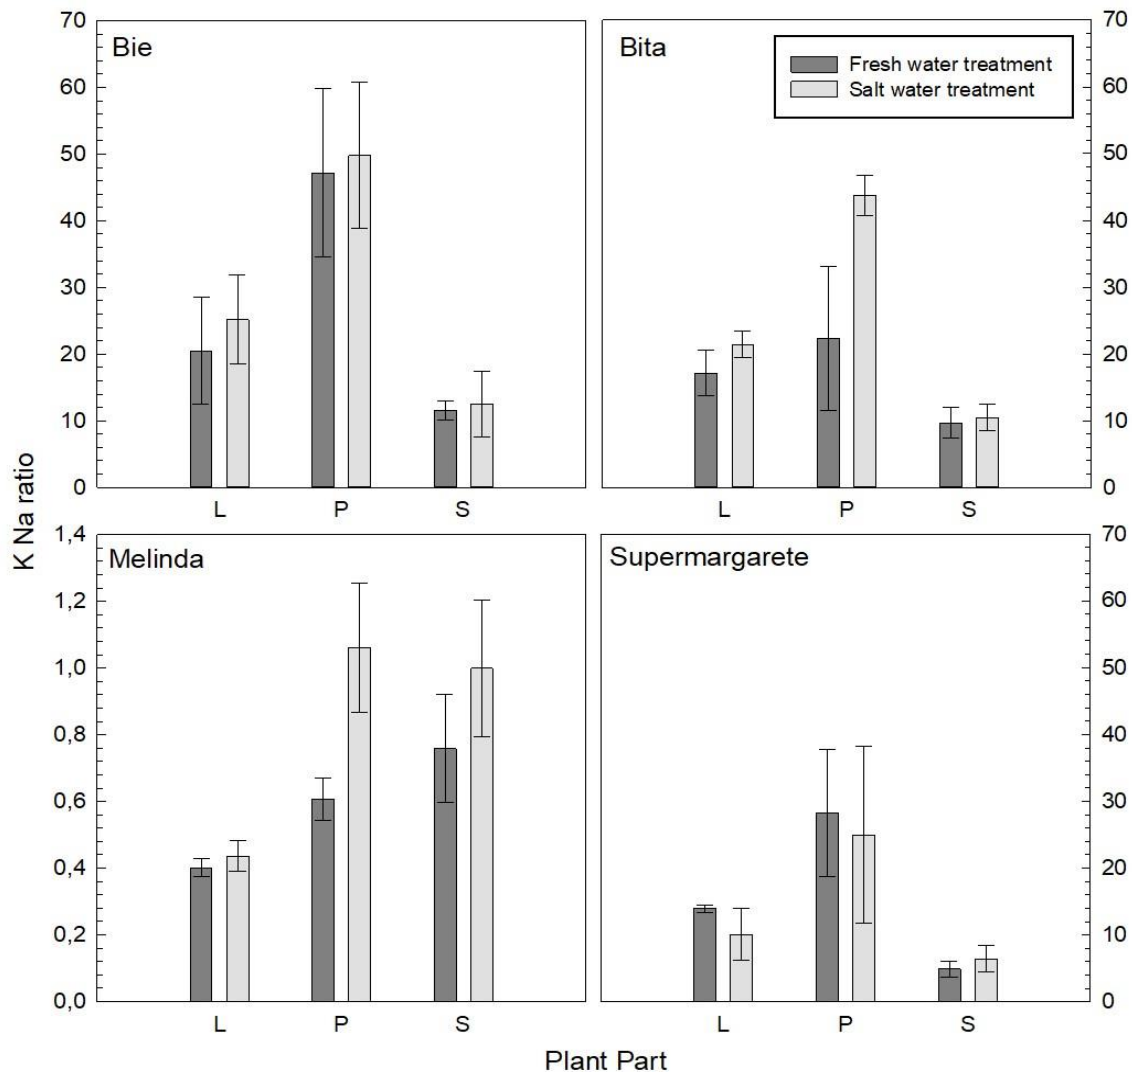 70
60
50
40
30
20
10
0
Bie
L P S
Bita
Fresh water treatment
Salt water treatment
70
60
50
40
30
20
10
0
L P S
K Na ratio
1,4
1,2
1,0
0,8
0,6
0,4
0,2
0,0
Melinda
L P S
Supermargarete
70
60
50
40
30
20
10
0
L P S
Plant Part